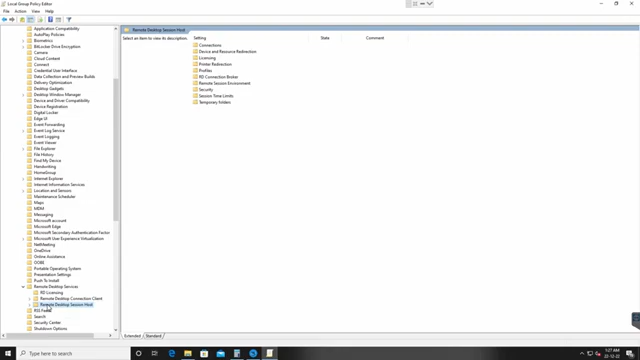 Local Group Policy Editor
File Action View Help
Application Compatibility
AutoPlay Policies
Biometrics
BitLocker Drive Encryption
Camera
Cloud Content
Connect
Credential User Interface
Data Collection and Preview Builds
Delivery Optimization
Desktop Gadgets
Desktop Window Manager
Device and Driver Compatibility
Device Registration
Digital Locker
Edge UI
Event Forwarding
Event Log Service
Event Logging
Event Viewer
File Explorer
File History
Find My Device
Handwriting
HomeGroup
Internet Explorer
Internet Information Services
Location and Sensors
Maintenance Scheduler
Maps
MDM
Messaging
Microsoft account
Microsoft Edge
Microsoft Secondary Authentication Factor
Microsoft User Experience Virtualization
NetMeeting
OneDrive
Online Assistance
OOBE
Portable Operating System
Presentation Settings
Push To Install
Remote Desktop Services
RD Licensing
Remote Desktop Connection Client
Remote Desktop Session Host
RSS Feeds
Search
Security Center
Shutdown Options
Remote Desktop Session Host
Select an item to view its description.
Setting State Comment
Connections
Device and Resource Redirection
Licensing
Printer Redirection
Profiles
RD Connection Broker
Remote Session Environment
Security
Session Time Limits
Temporary folders
Extended Standard
Type here to search
1:27 AM
22-12-22